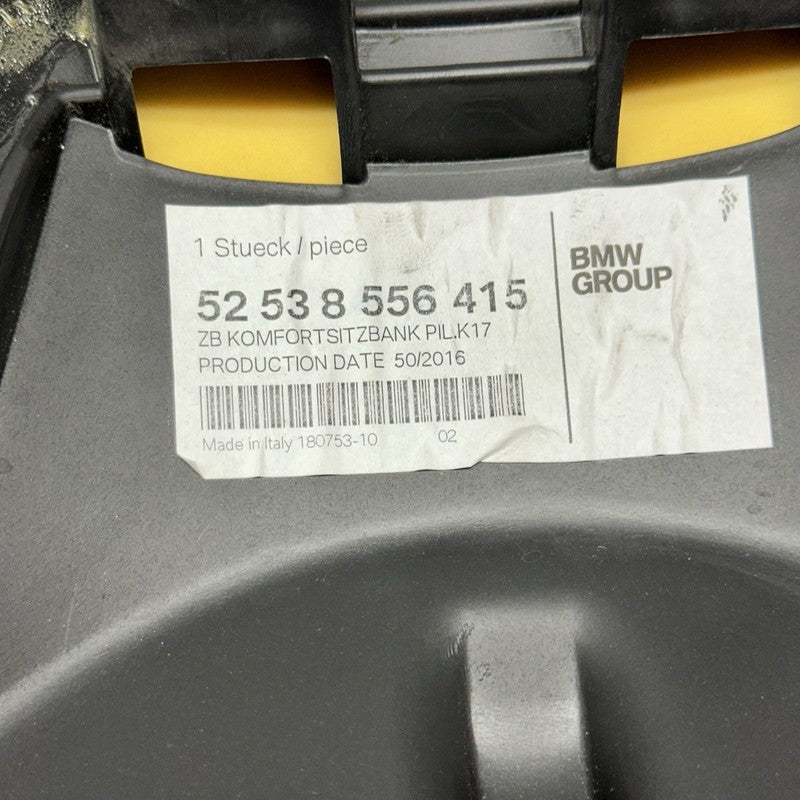 1 Stueck / piece
52 53 8 556 415
ZB KOMFORTSITZBANK PIL.K17
PRODUCTION DATE 50/2016
Made in Italy 180753-10 02
BMW
GROUP